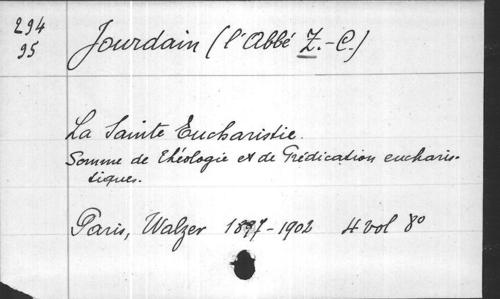 294
95
Jourdain (l'Abbé Z.-C.)
La Sainte Eucharistie.
Somme de Théologie et de Prédication eucharis-
tiques.
Paris, Walzer 1897-1902 4 vol 8°